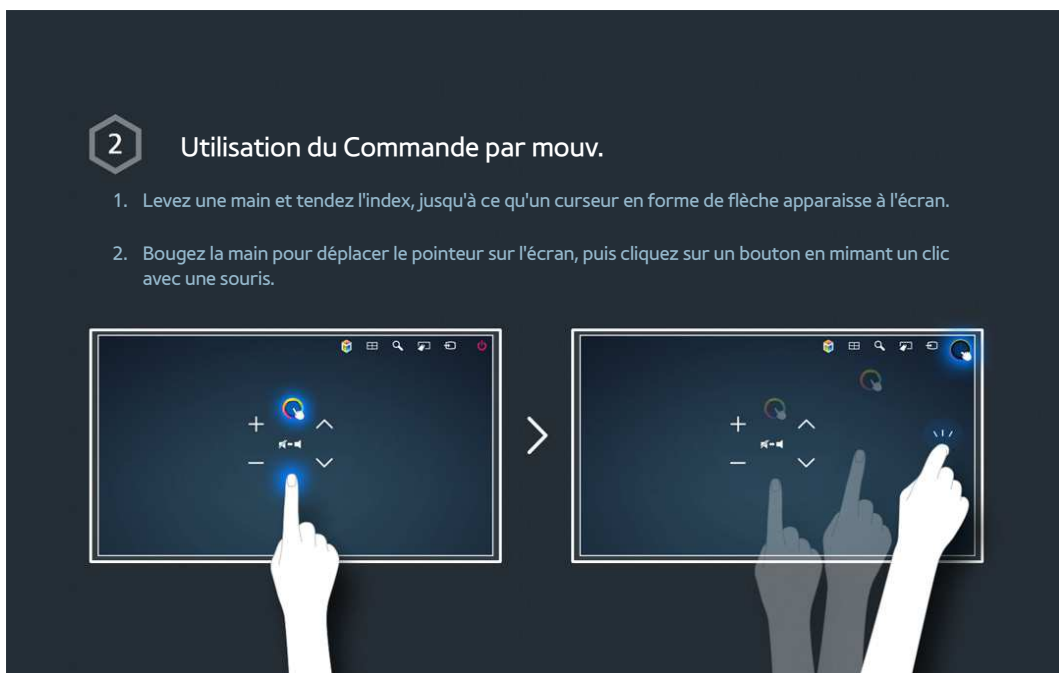 2
Utilisation du Commande par mouv.
1. Levez une main et tendez l'index, jusqu'à ce qu'un curseur en forme de flèche apparaisse à l'écran.
2. Bougez la main pour déplacer le pointeur sur l'écran, puis cliquez sur un bouton en mimant un clic
avec une souris.